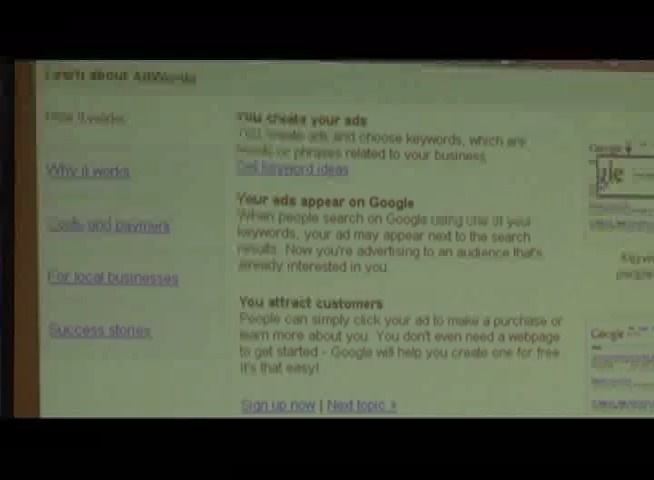 Learn about AdWords
How it works
Why it works
Costs and payment
For local businesses
Success stories
You create your ads
You create ads and choose keywords, which are
words or phrases related to your business.
Get keyword ideas
Your ads appear on Google
When people search on Google using one of your
keywords, your ad may appear next to the search
results. Now you're advertising to an audience that's
already interested in you.
You attract customers
People can simply click your ad to make a purchase or
learn more about you. You don't even need a webpage
to get started - Google will help you create one for free.
It's that easy!
Sign up now | Next topic »
Google
gle
people
Google